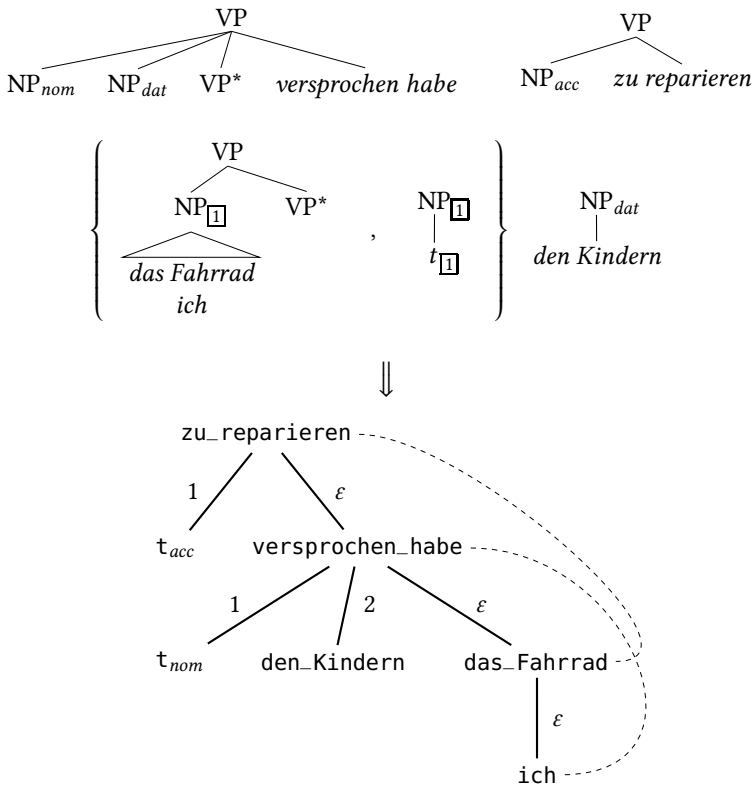 VP VP
NP_nom NP_dat VP* versprochen habe NP_acc zu reparieren
VP
NP[1] VP* , NP[1] NP_dat
das Fahrrad t[1] den Kindern
ich
⇓
zu_reparieren
1 ε
t_acc versprochen_habe
1 2 ε
t_nom den_Kindern das_Fahrrad
ε
ich